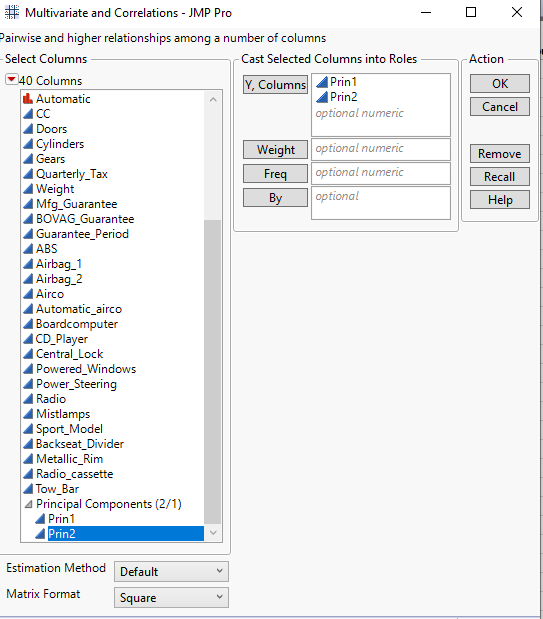 Multivariate and Correlations - JMP Pro
Pairwise and higher relationships among a number of columns
Select Columns
40 Columns
Automatic
CC
Doors
Cylinders
Gears
Quarterly_Tax
Weight
Mfg_Guarantee
BOVAG_Guarantee
Guarantee_Period
ABS
Airbag_1
Airbag_2
Airco
Automatic_airco
Boardcomputer
CD_Player
Central_Lock
Powered_Windows
Power_Steering
Radio
Mistlamps
Sport_Model
Backseat_Divider
Metallic_Rim
Radio_cassette
Tow_Bar
Principal Components (2/1)
Prin1
Prin2
Estimation Method Default
Matrix Format Square
Cast Selected Columns into Roles
Y, Columns
Prin1
Prin2
optional numeric
Weight optional numeric
Freq optional numeric
By optional
Action
OK
Cancel
Remove
Recall
Help